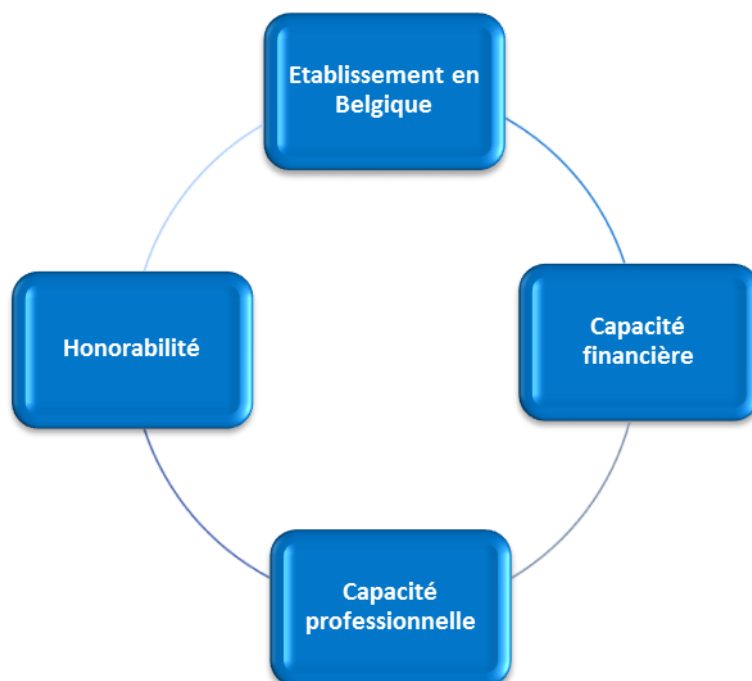 Etablissement en
Belgique
Capacité
financière
Capacité
professionnelle
Honorabilité